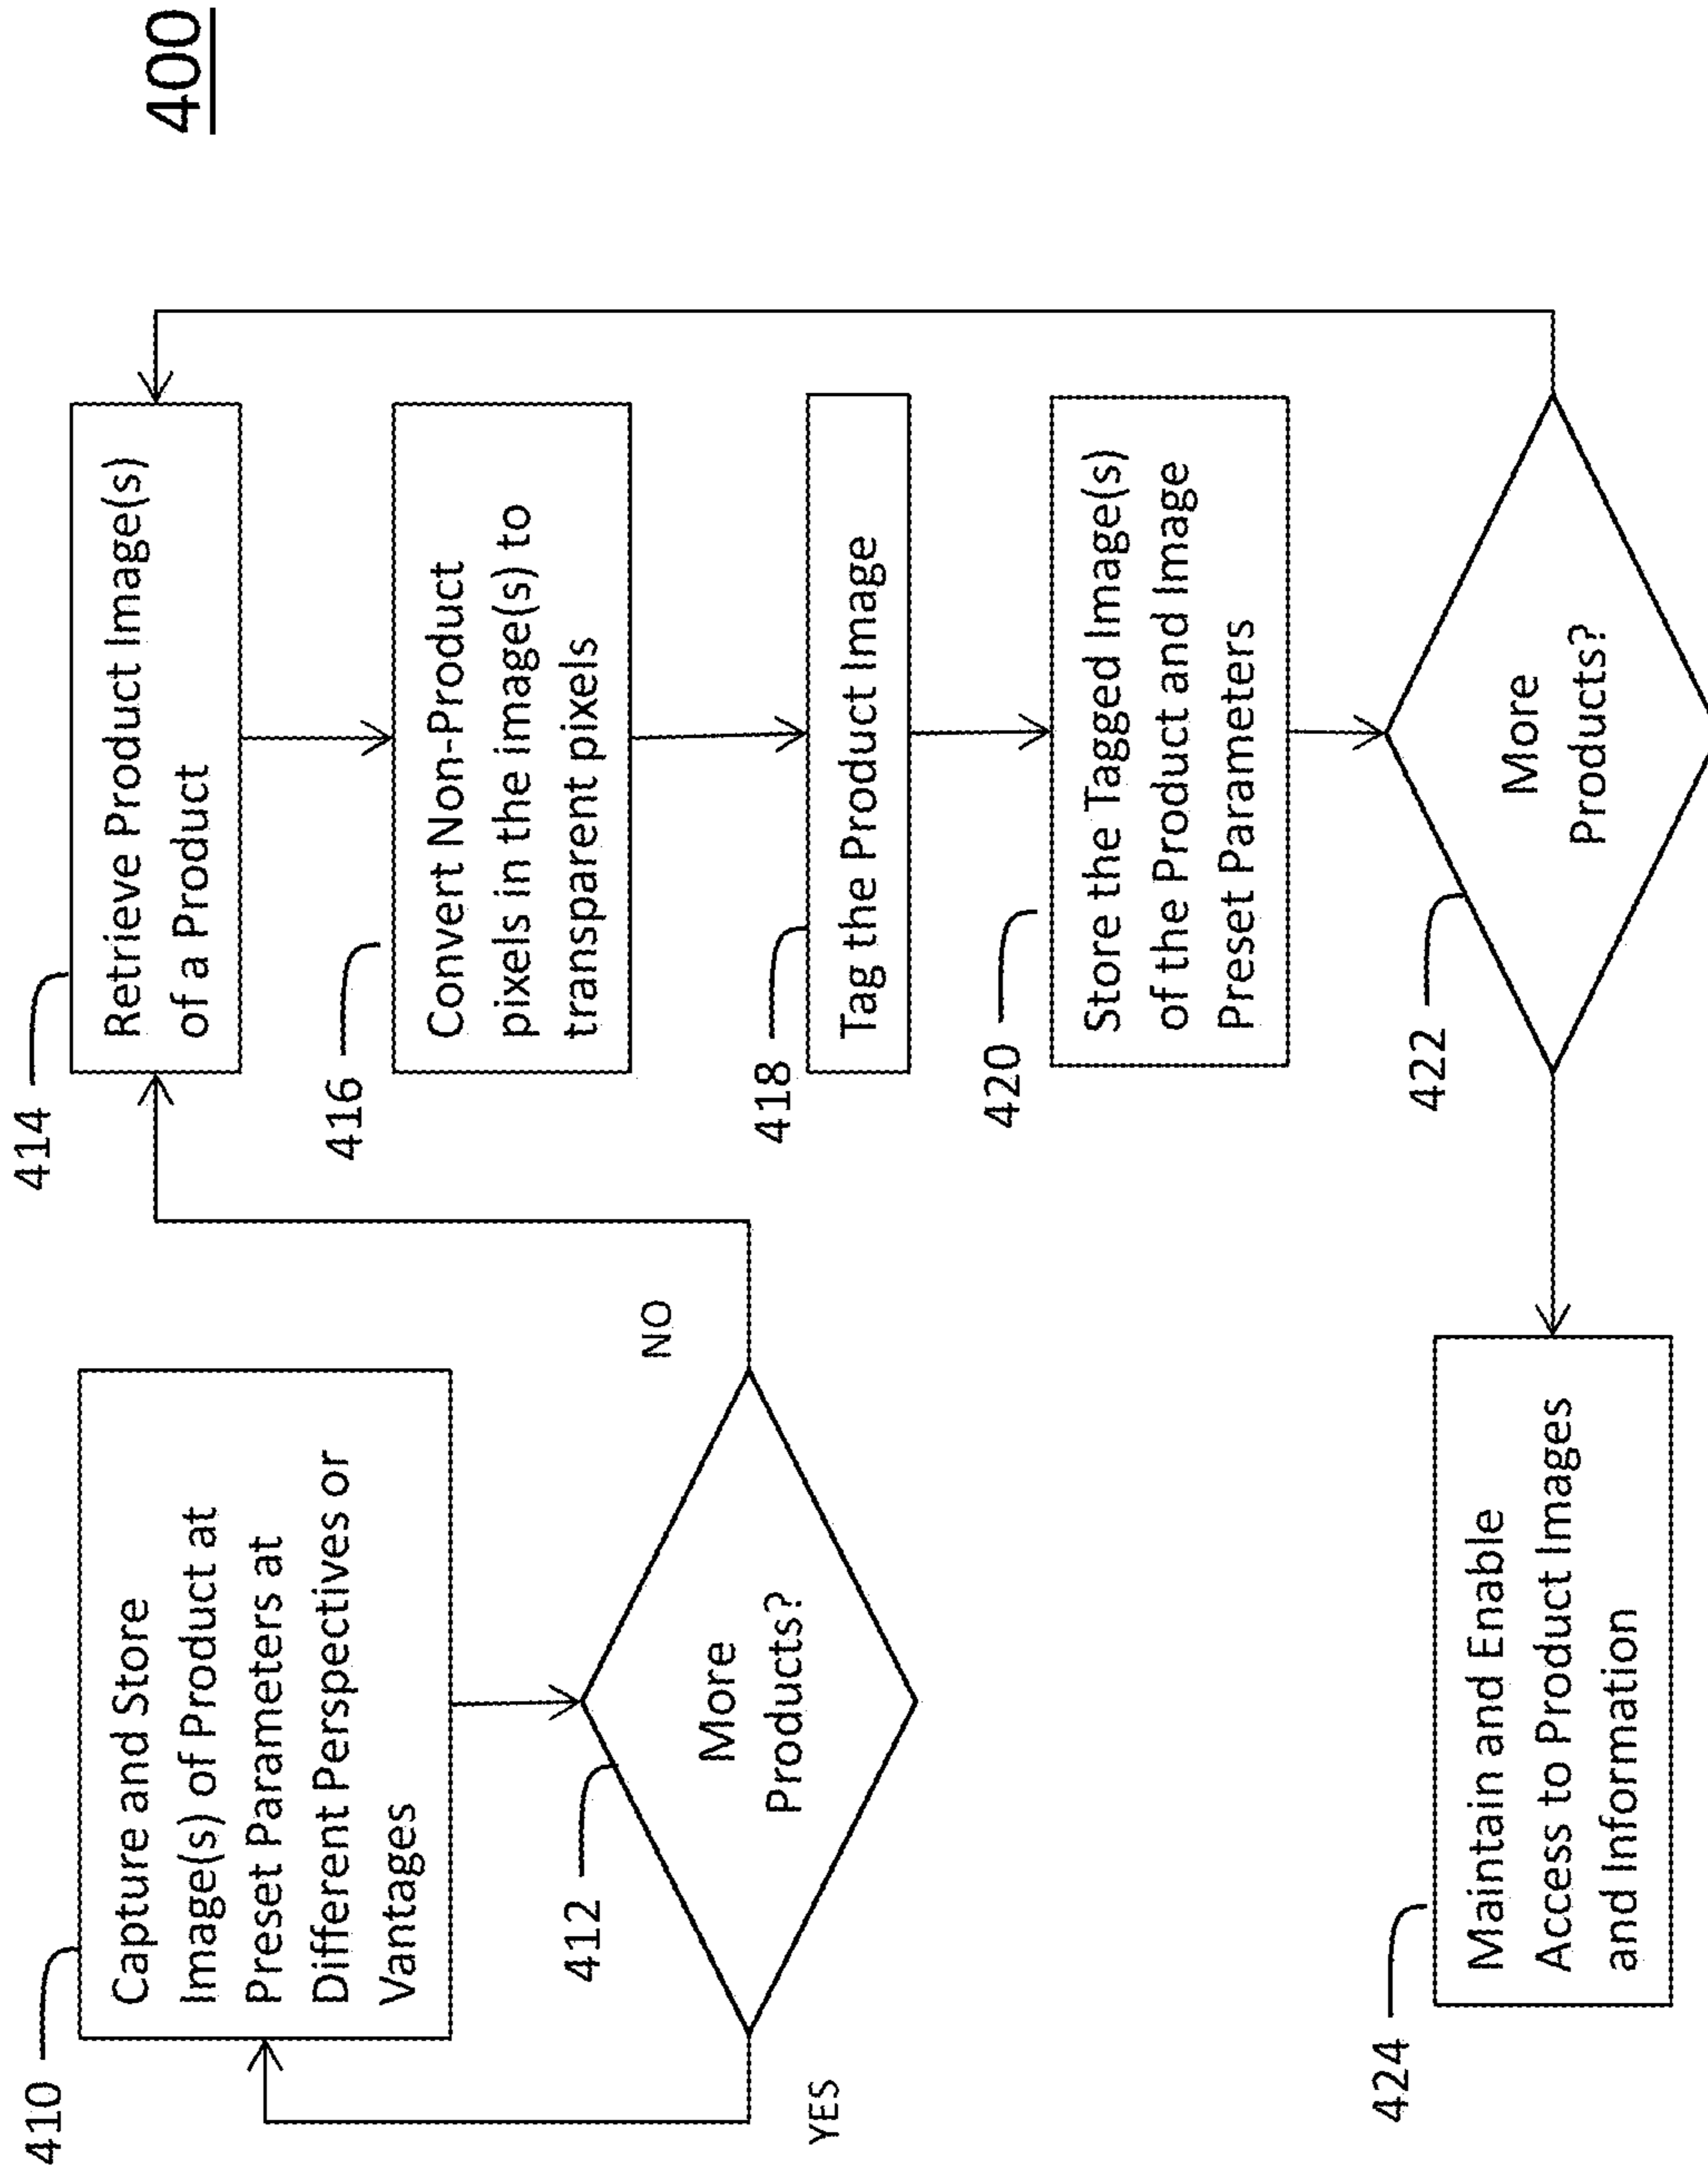 400
410
Capture and Store
Image(s) of Product at
Preset Parameters at
Different Perspectives or
Vantages
412
More
Products?
YES
NO
414
Retrieve Product Image(s)
of a Product
416
Convert Non-Product
pixels in the image(s) to
transparent pixels
418
Tag the Product Image
420
Store the Tagged Image(s)
of the Product and Image
Preset Parameters
422
More
Products?
424
Maintain and Enable
Access to Product Images
and Information